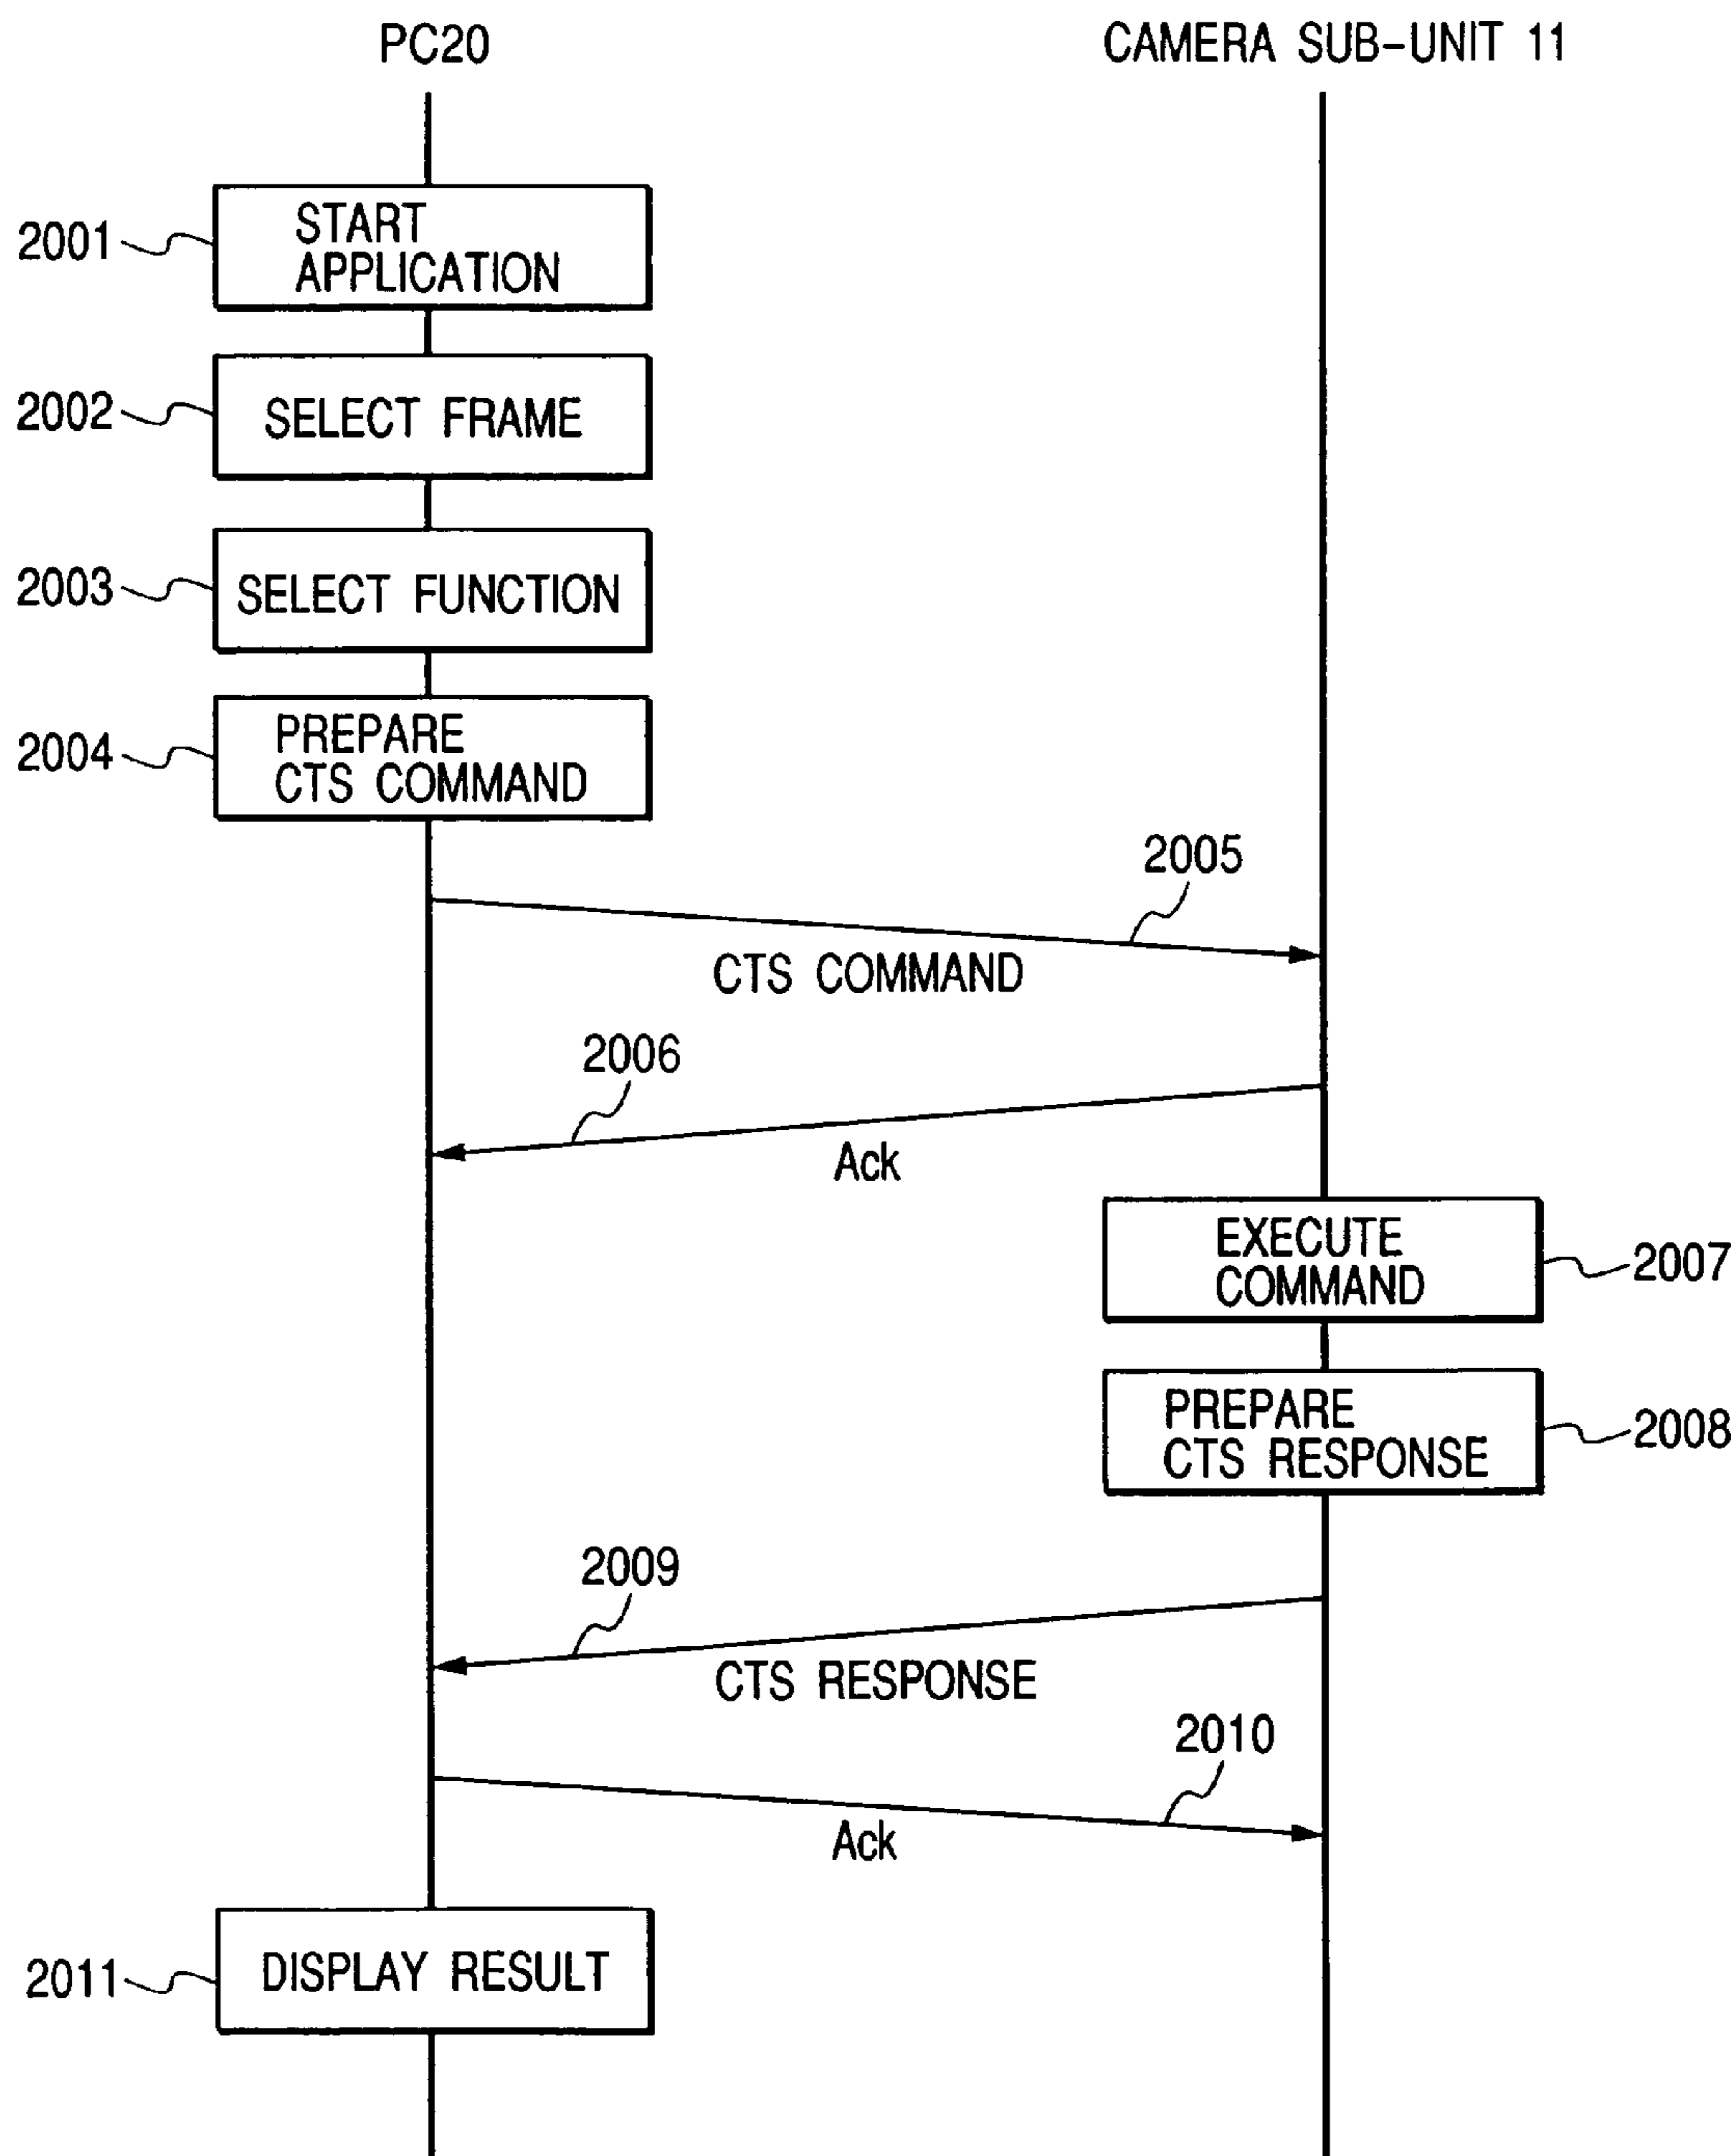 PC20
CAMERA SUB-UNIT 11
2001
START
APPLICATION
2002
SELECT FRAME
2003
SELECT FUNCTION
2004
PREPARE
CTS COMMAND
2005
CTS COMMAND
2006
Ack
EXECUTE
COMMAND
2007
PREPARE
CTS RESPONSE
2008
2009
CTS RESPONSE
2010
Ack
2011
DISPLAY RESULT